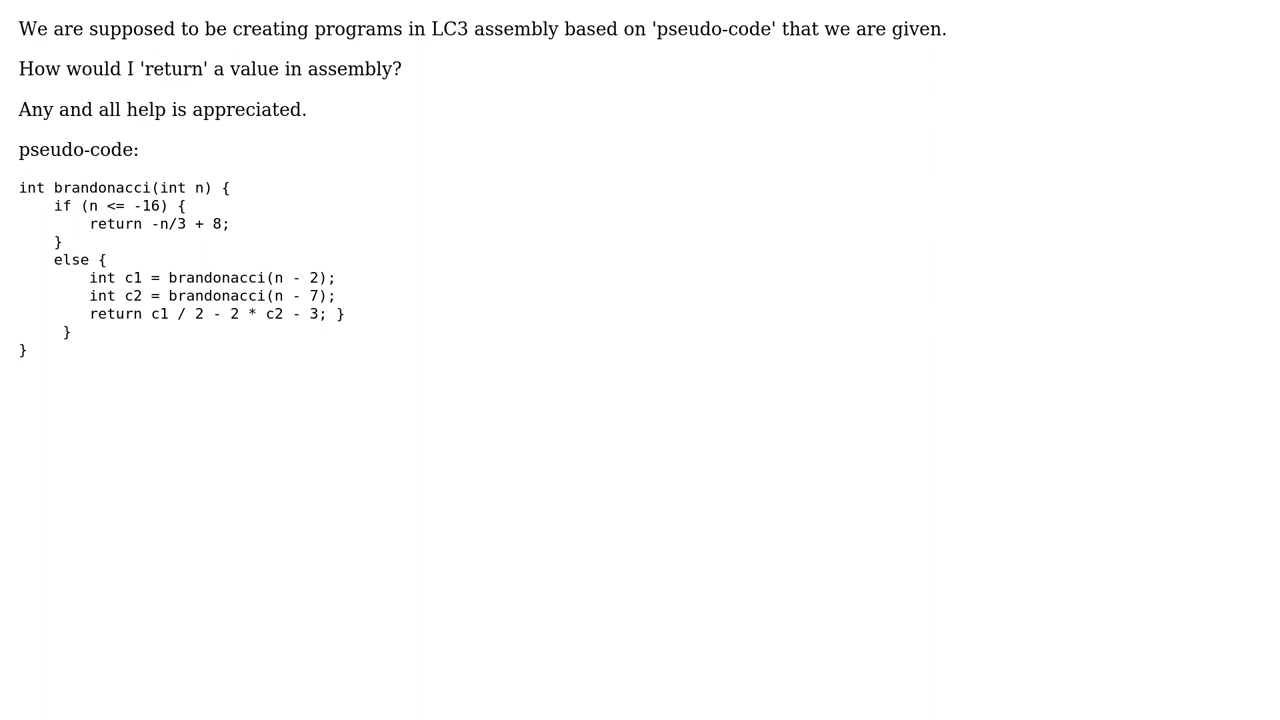 We are supposed to be creating programs in LC3 assembly based on 'pseudo-code' that we are given.
How would I 'return' a value in assembly?
Any and all help is appreciated.
pseudo-code:
int brandonacci(int n) {
    if (n <= -16) {
        return -n/3 + 8;
    }
    else {
        int c1 = brandonacci(n - 2);
        int c2 = brandonacci(n - 7);
        return c1 / 2 - 2 * c2 - 3; }
     }
}